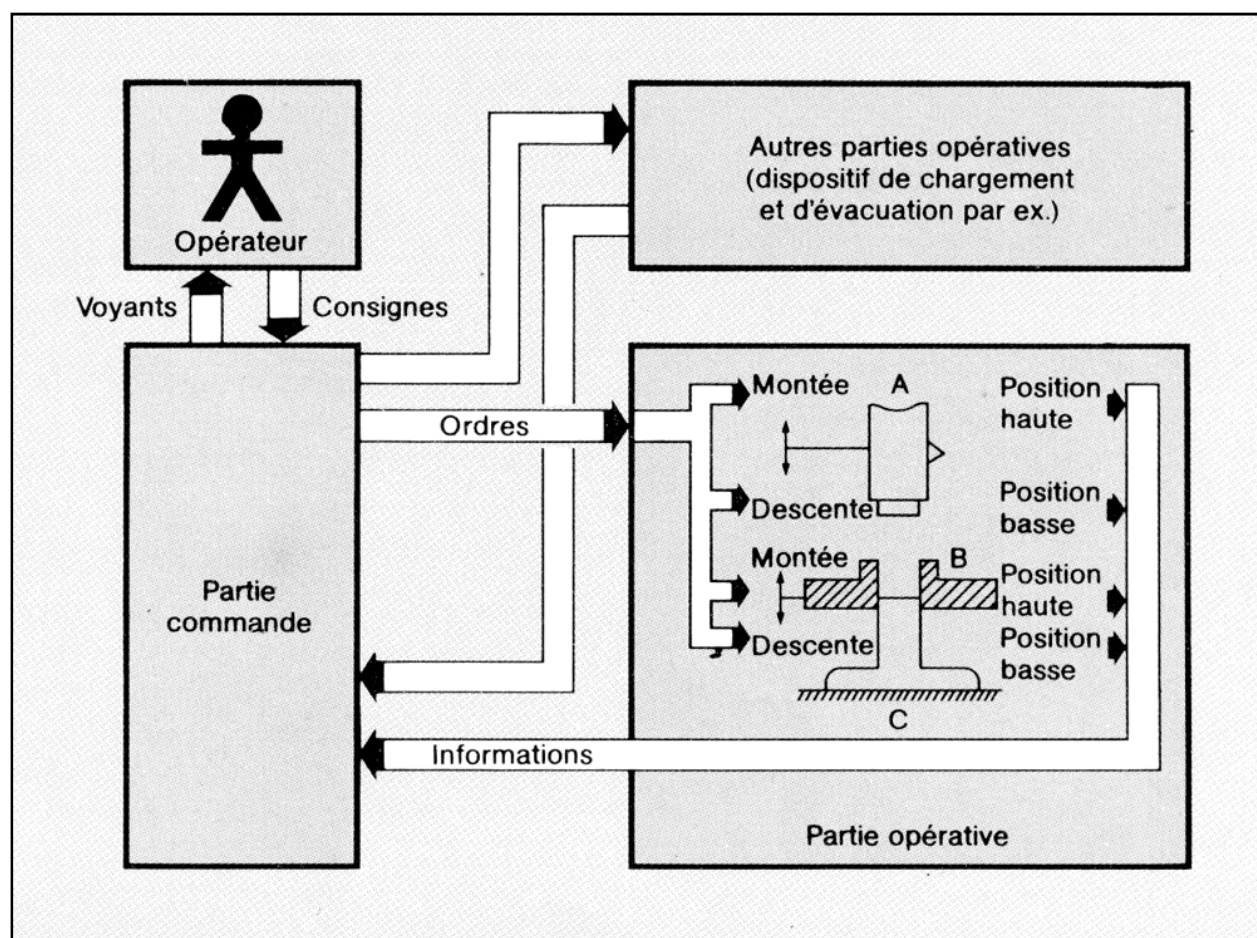 Opérateur
Voyants
Consignes
Autres parties opératives
(dispositif de chargement
et d'évacuation par ex.)
Partie
commande
Ordres
Informations
Montée
A
Position
haute
Descente
Position
basse
Montée
B
Position
haute
Descente
Position
basse
C
Partie opérative